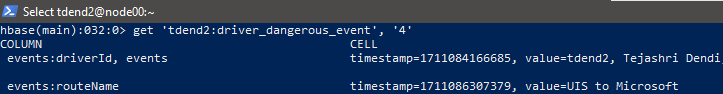 Select tdend2@node00:~
hbase(main):032:0> get 'tdend2:driver_dangerous_event', '4'
COLUMN CELL
events:driverId, events timestamp=1711084166685, value=tdend2, Tejashri Dendi,
events:routeName timestamp=1711086307379, value=UIS to Microsoft